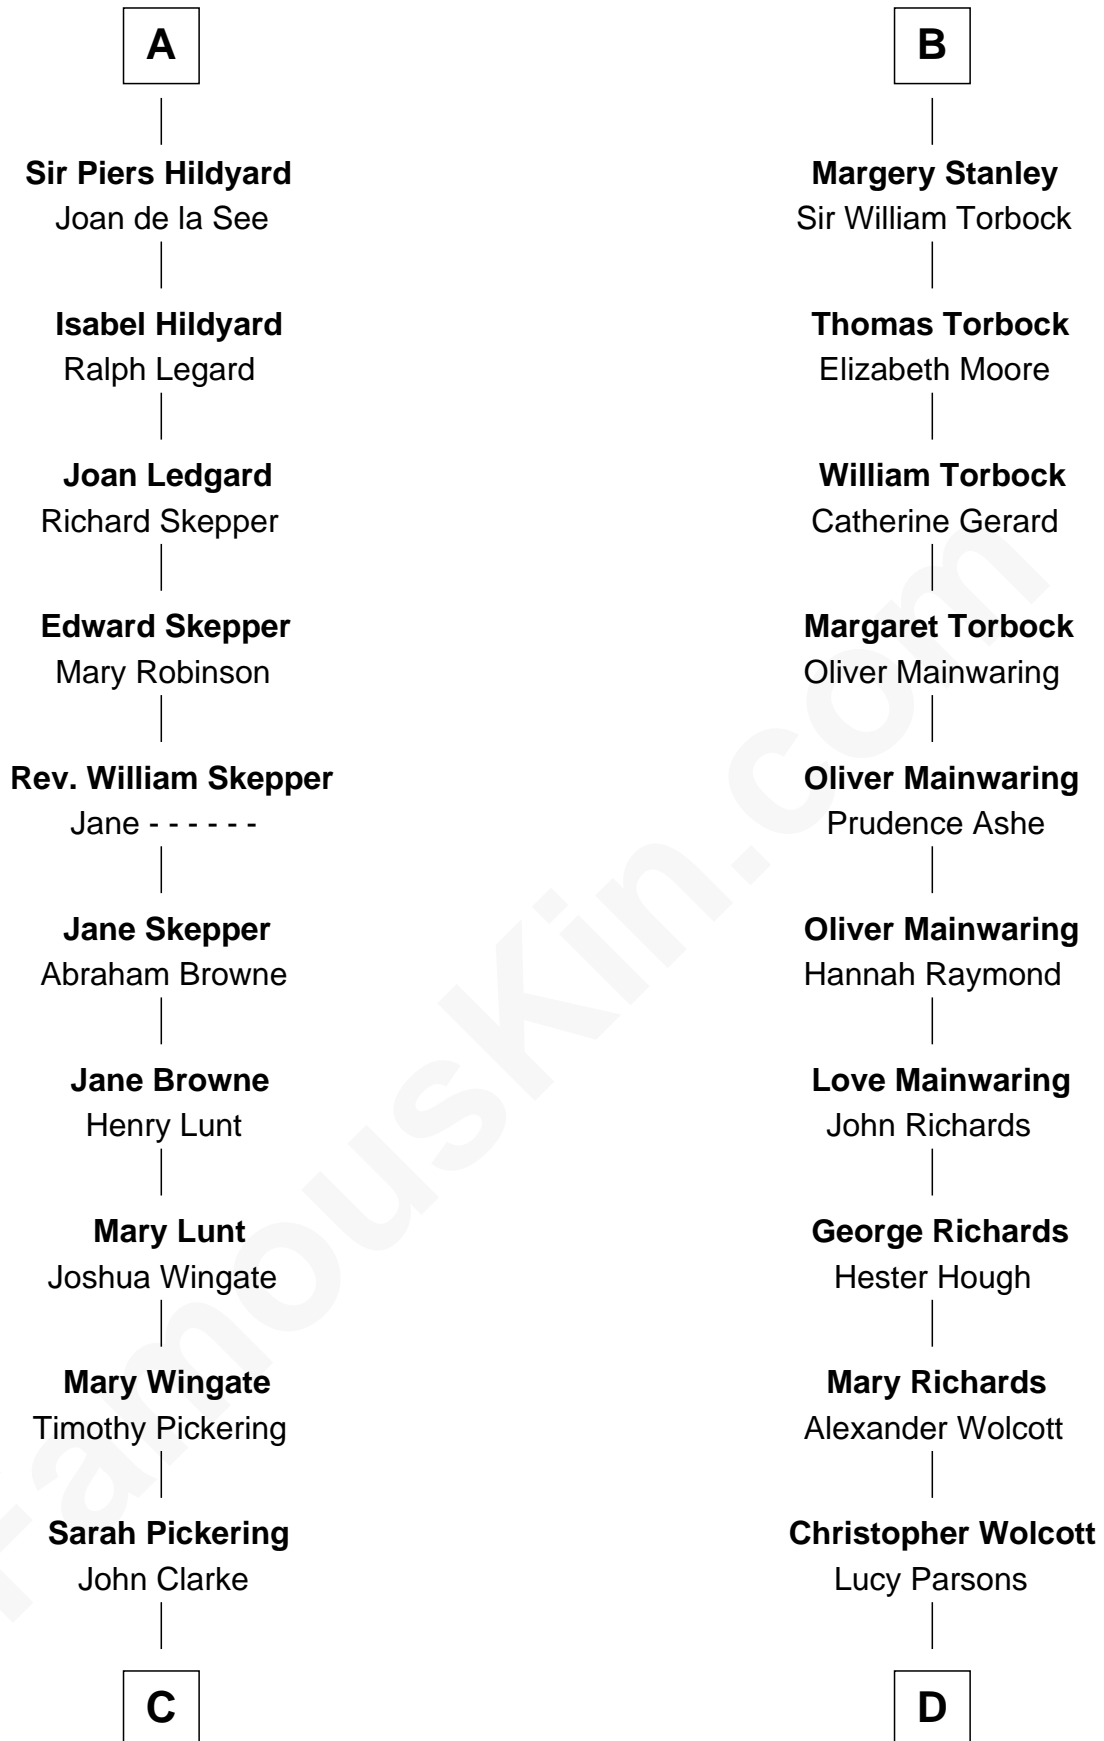 A
Sir Piers Hildyard
Joan de la See
Isabel Hildyard
Ralph Legard
Joan Ledgard
Richard Skepper
Edward Skepper
Mary Robinson
Rev. William Skepper
Jane - - - - - -
Jane Skepper
Abraham Browne
Jane Browne
Henry Lunt
Mary Lunt
Joshua Wingate
Mary Wingate
Timothy Pickering
Sarah Pickering
John Clarke
C
B
Margery Stanley
Sir William Torbock
Thomas Torbock
Elizabeth Moore
William Torbock
Catherine Gerard
Margaret Torbock
Oliver Mainwaring
Oliver Mainwaring
Prudence Ashe
Oliver Mainwaring
Hannah Raymond
Love Mainwaring
John Richards
George Richards
Hester Hough
Mary Richards
Alexander Wolcott
Christopher Wolcott
Lucy Parsons
D
FamousKin.com